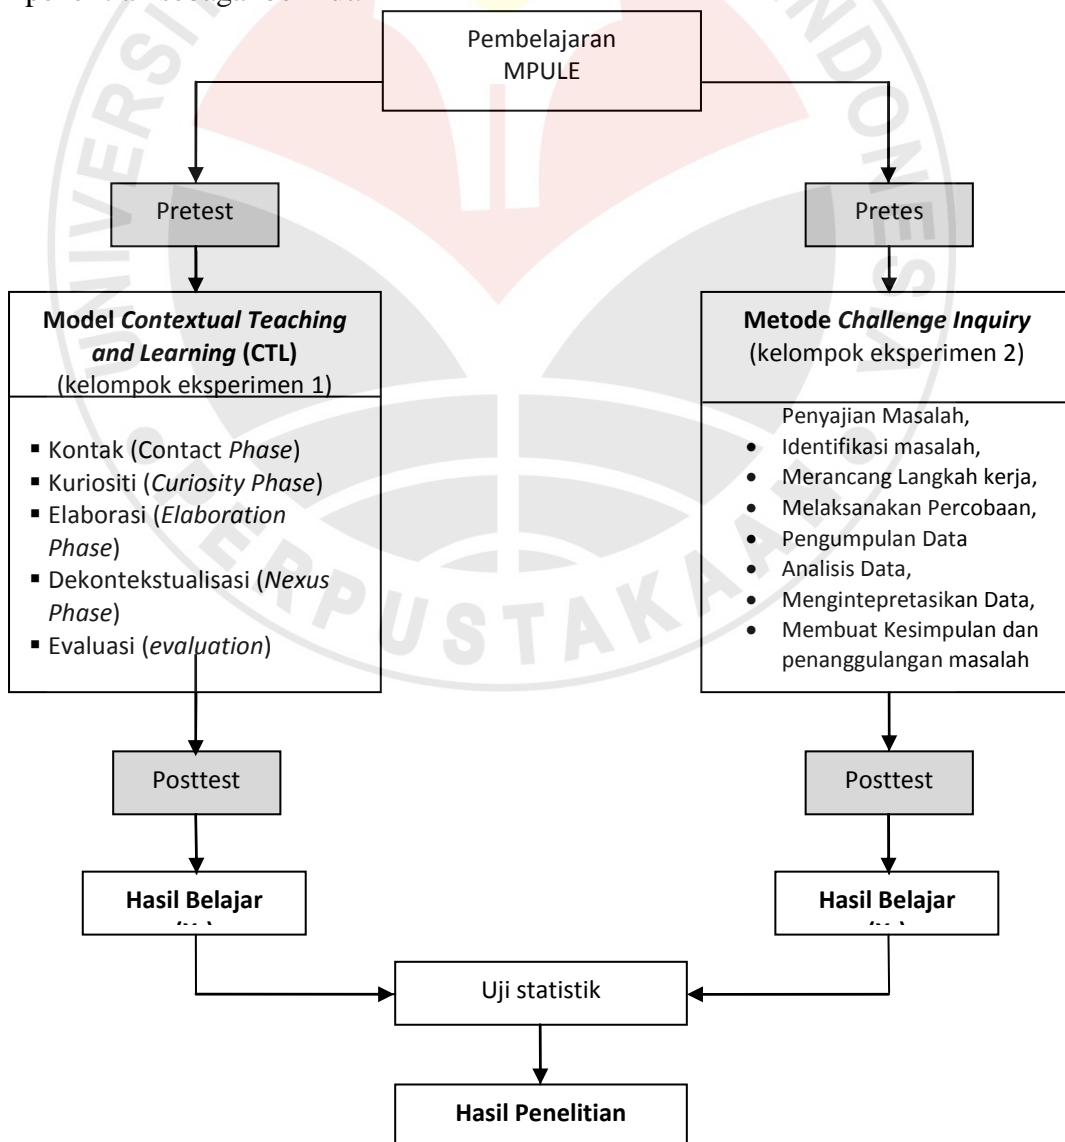 Pembelajaran
MPULE
Pretest
Pretes
Model Contextual Teaching
and Learning (CTL)
(kelompok eksperimen 1)
▪ Kontak (Contact Phase)
▪ Kuriositi (Curiosity Phase)
▪ Elaborasi (Elaboration
Phase)
▪ Dekontekstualisasi (Nexus
Phase)
▪ Evaluasi (evaluation)
Metode Challenge Inquiry
(kelompok eksperimen 2)
Penyajian Masalah,
• Identifikasi masalah,
• Merancang Langkah kerja,
• Melaksanakan Percobaan,
• Pengumpulan Data
• Analisis Data,
• Mengintepretasikan Data,
• Membuat Kesimpulan dan
penanggulangan masalah
Posttest
Posttest
Hasil Belajar
Hasil Belajar
Uji statistik
Hasil Penelitian
PERPUSTAKAAN